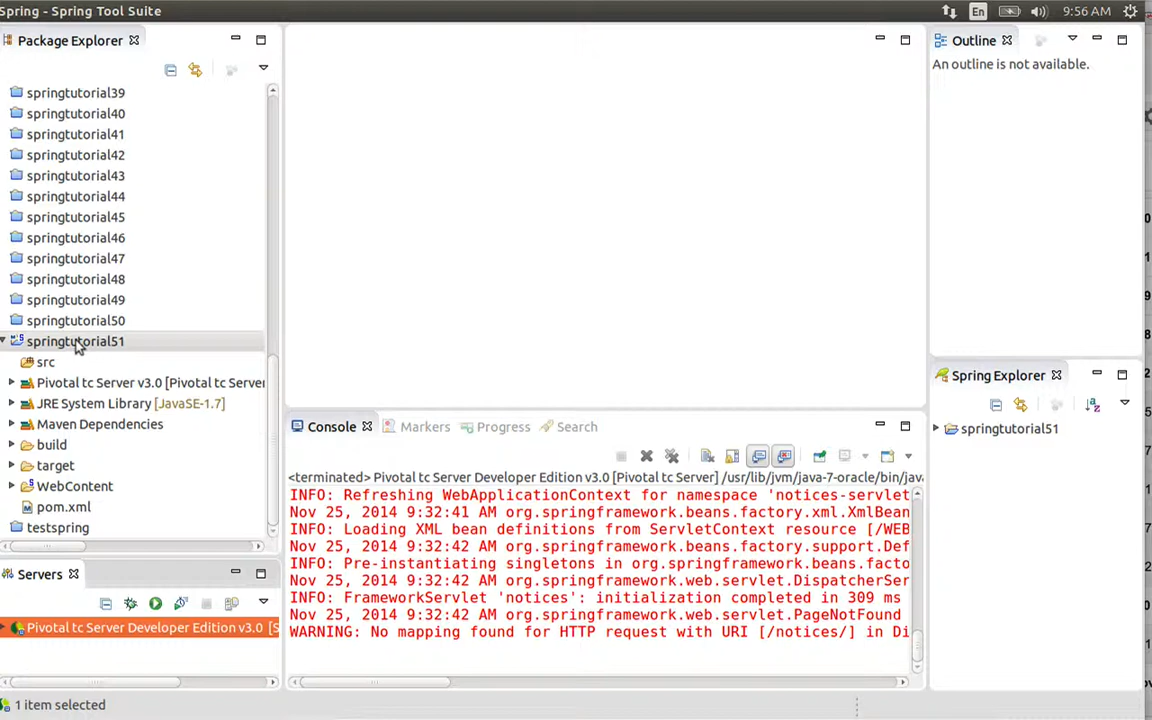 Spring - Spring Tool Suite
En
9:56 AM
Package Explorer
springtutorial39
springtutorial40
springtutorial41
springtutorial42
springtutorial43
springtutorial44
springtutorial45
springtutorial46
springtutorial47
springtutorial48
springtutorial49
springtutorial50
springtutorial51
src
Pivotal tc Server v3.0 [Pivotal tc Server
JRE System Library [JavaSE-1.7]
Maven Dependencies
build
target
WebContent
pom.xml
testspring
Servers
Pivotal tc Server Developer Edition v3.0 [S
1 item selected
Console
Markers
Progress
Search
<terminated> Pivotal tc Server Developer Edition v3.0 [Pivotal tc Server] /usr/lib/jvm/java-7-oracle/bin/java
INFO: Refreshing WebApplicationContext for namespace 'notices-servlet
Nov 25, 2014 9:32:41 AM org.springframework.beans.factory.xml.XmlBean
INFO: Loading XML bean definitions from ServletContext resource [/WEB
Nov 25, 2014 9:32:42 AM org.springframework.beans.factory.support.Def
INFO: Pre-instantiating singletons in org.springframework.beans.facto
Nov 25, 2014 9:32:42 AM org.springframework.web.servlet.DispatcherSer
INFO: FrameworkServlet 'notices': initialization completed in 309 ms
Nov 25, 2014 9:32:42 AM org.springframework.web.servlet.PageNotFound
WARNING: No mapping found for HTTP request with URI [/notices/] in Di
Outline
An outline is not available.
Spring Explorer
springtutorial51